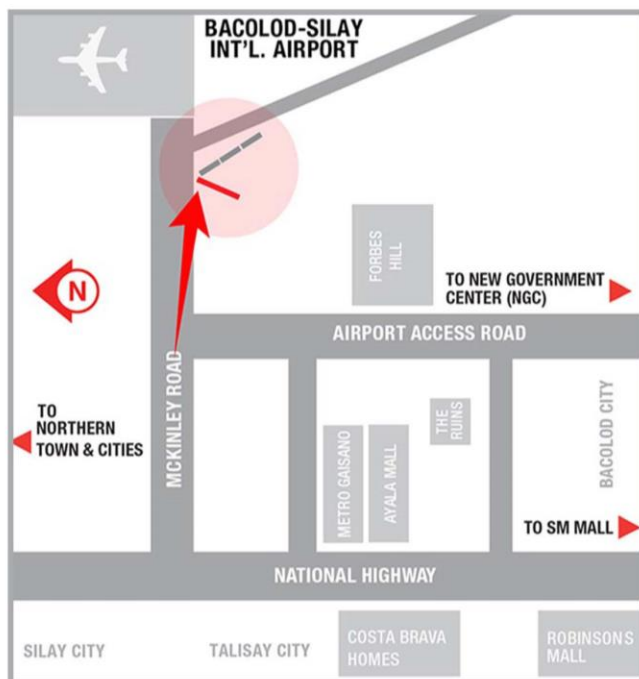 BACOLOD-SILAY
INT'L. AIRPORT
N
FORBES
HILL
TO NEW GOVERNMENT
CENTER (NGC)
AIRPORT ACCESS ROAD
MCKINLEY ROAD
TO
NORTHERN
TOWN & CITIES
THE
RUINS
METRO GAISANO
AYALA MALL
BACOLOD CITY
TO SM MALL
NATIONAL HIGHWAY
SILAY CITY
TALISAY CITY
COSTA BRAVA
HOMES
ROBINSONS
MALL